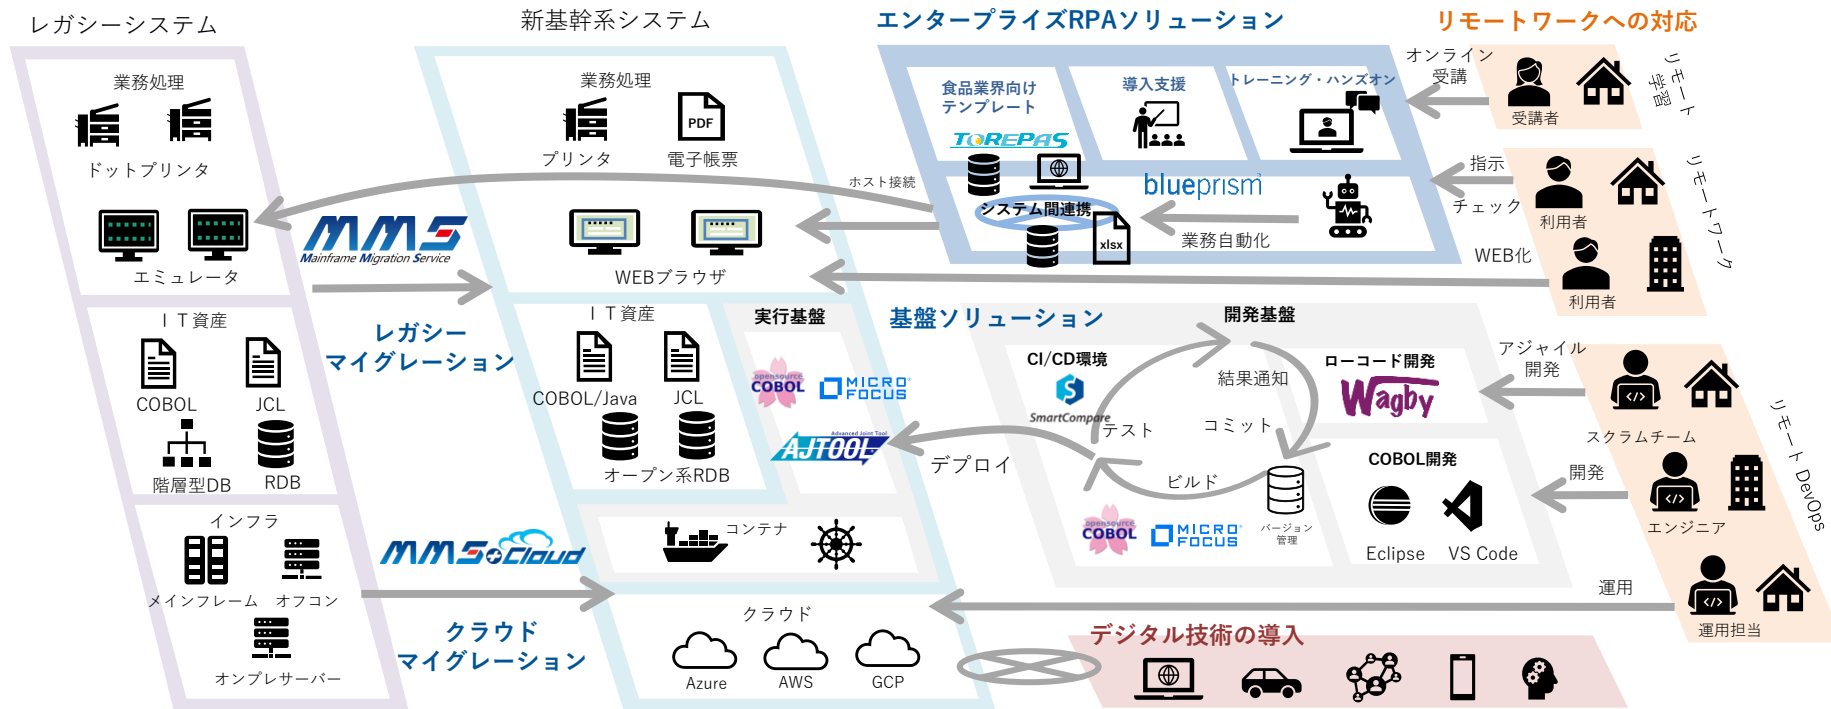 レガシーシステム
業務処理
ドットプリンタ
エミュレータ
ＩＴ資産
COBOL
JCL
階層型DB
RDB
インフラ
メインフレーム
オフコン
オンプレサーバー
MMS
Mainframe Migration Service
レガシー
マイグレーション
MMS Cloud
クラウド
マイグレーション
新基幹系システム
業務処理
プリンタ
PDF
電子帳票
WEBブラウザ
ＩＴ資産
COBOL/Java
JCL
オープン系RDB
実行基盤
opensource
COBOL
MICRO
FOCUS
Advanced Joint Tool
AJTOOL
コンテナ
クラウド
Azure
AWS
GCP
エンタープライズRPAソリューション
食品業界向け
テンプレート
TOREPAS
導入支援
トレーニング・ハンズオン
ホスト接続
システム間連携
xlsx
blueprism
業務自動化
基盤ソリューション
開発基盤
CI/CD環境
SmartCompare
テスト
結果通知
コミット
ビルド
デプロイ
バージョン
管理
opensource
COBOL
MICRO
FOCUS
ローコード開発
Wagby
COBOL開発
Eclipse
VS Code
デジタル技術の導入
リモートワークへの対応
オンライン
受講
受講者
リモート
学習
指示
チェック
利用者
WEB化
利用者
リモートワーク
アジャイル
開発
スクラムチーム
開発
エンジニア
運用
運用担当
リモート DevOps